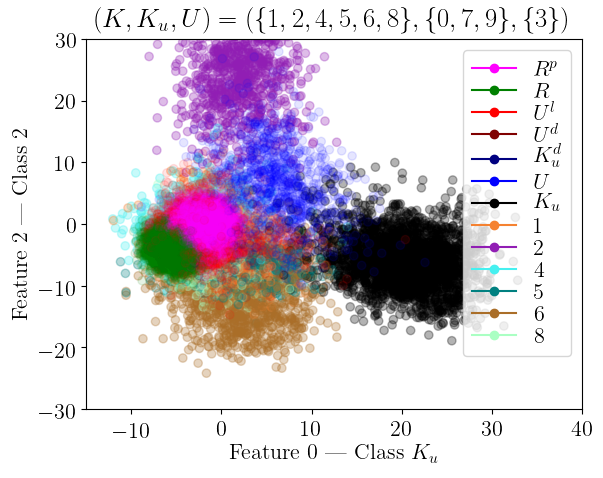 (K, K_u, U) = ({1, 2, 4, 5, 6, 8}, {0, 7, 9}, {3})
30
20
10
0
−10
−20
−30
Feature 2 — Class 2
−10
0
10
20
30
40
Feature 0 — Class K_u
R^p
R
U^l
U^d
K_u^d
U
K_u
1
2
4
5
6
8